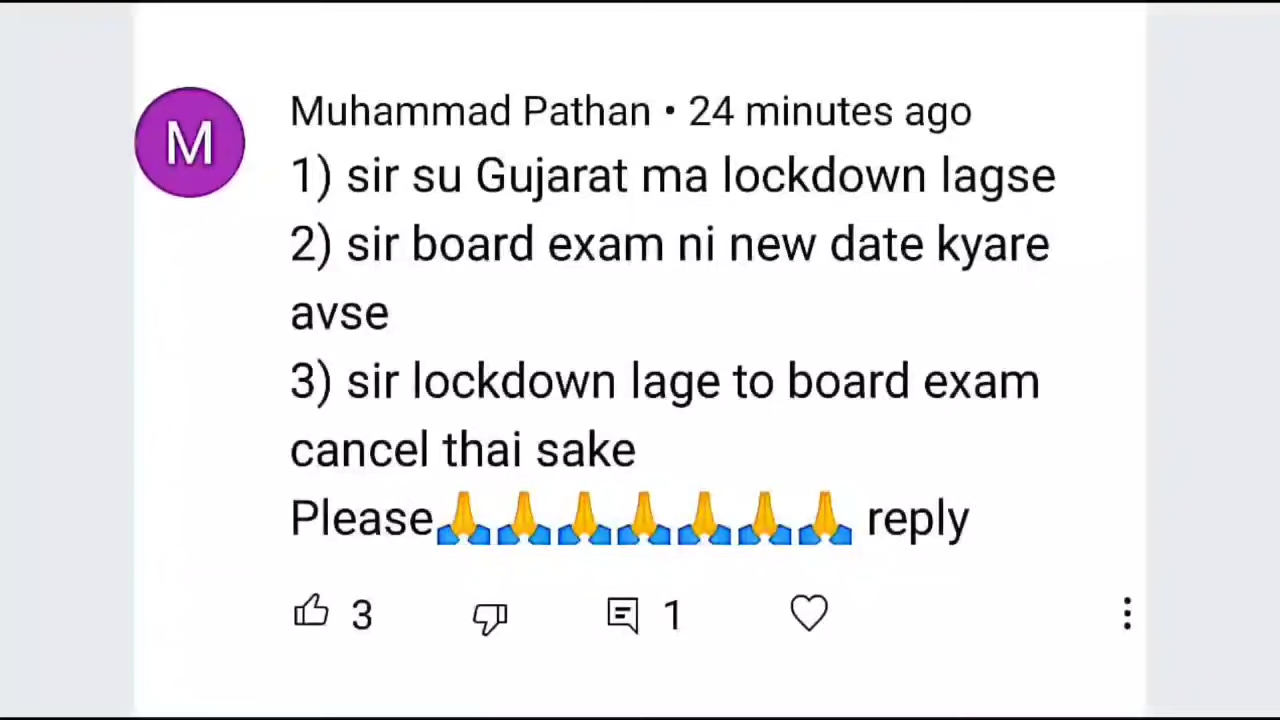 M
Muhammad Pathan • 24 minutes ago
1) sir su Gujarat ma lockdown lagse
2) sir board exam ni new date kyare
avse
3) sir lockdown lage to board exam
cancel thai sake
Please🙏🙏🙏🙏🙏🙏🙏 reply
3 1